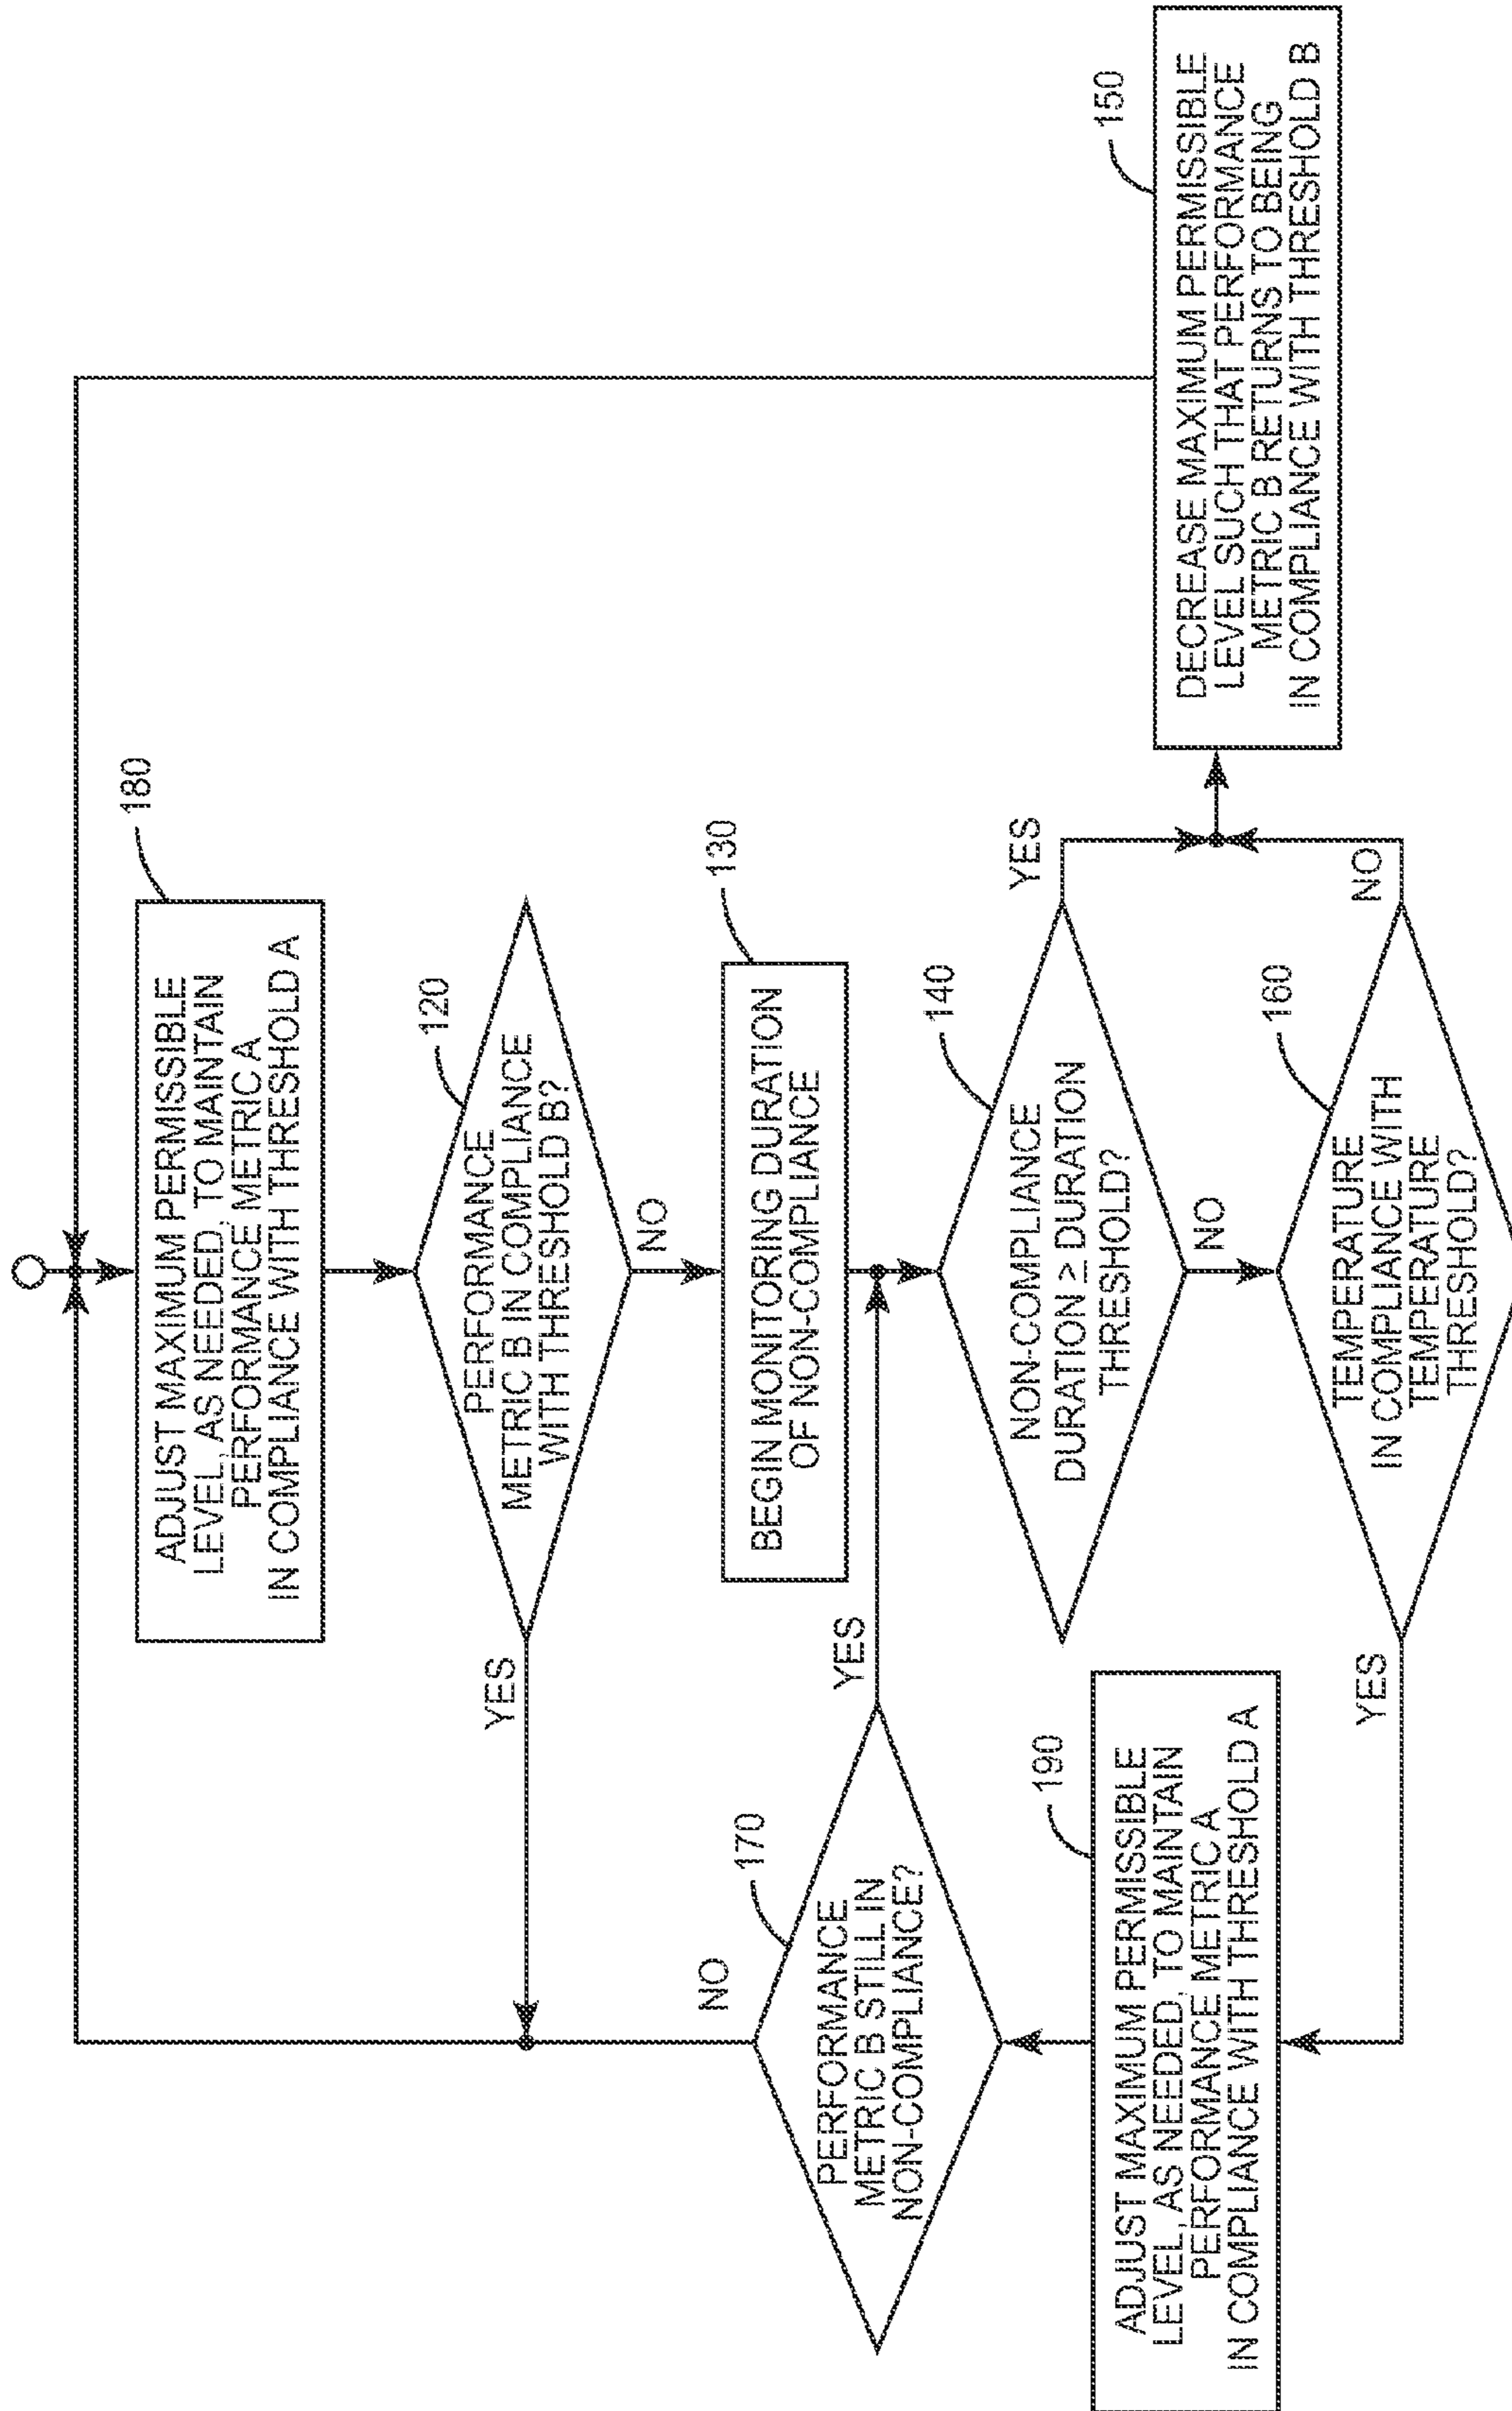 180
ADJUST MAXIMUM PERMISSIBLE
LEVEL, AS NEEDED, TO MAINTAIN
PERFORMANCE METRIC A
IN COMPLIANCE WITH THRESHOLD A
120
PERFORMANCE
METRIC B IN COMPLIANCE
WITH THRESHOLD B?
YES
NO
130
BEGIN MONITORING DURATION
OF NON-COMPLIANCE
140
NON-COMPLIANCE
DURATION ≥ DURATION
THRESHOLD?
YES
NO
150
DECREASE MAXIMUM PERMISSIBLE
LEVEL SUCH THAT PERFORMANCE
METRIC B RETURNS TO BEING
IN COMPLIANCE WITH THRESHOLD B
160
TEMPERATURE
IN COMPLIANCE WITH
TEMPERATURE
THRESHOLD?
NO
YES
190
ADJUST MAXIMUM PERMISSIBLE
LEVEL, AS NEEDED, TO MAINTAIN
PERFORMANCE METRIC A
IN COMPLIANCE WITH THRESHOLD A
170
PERFORMANCE
METRIC B STILL IN
NON-COMPLIANCE?
NO
YES